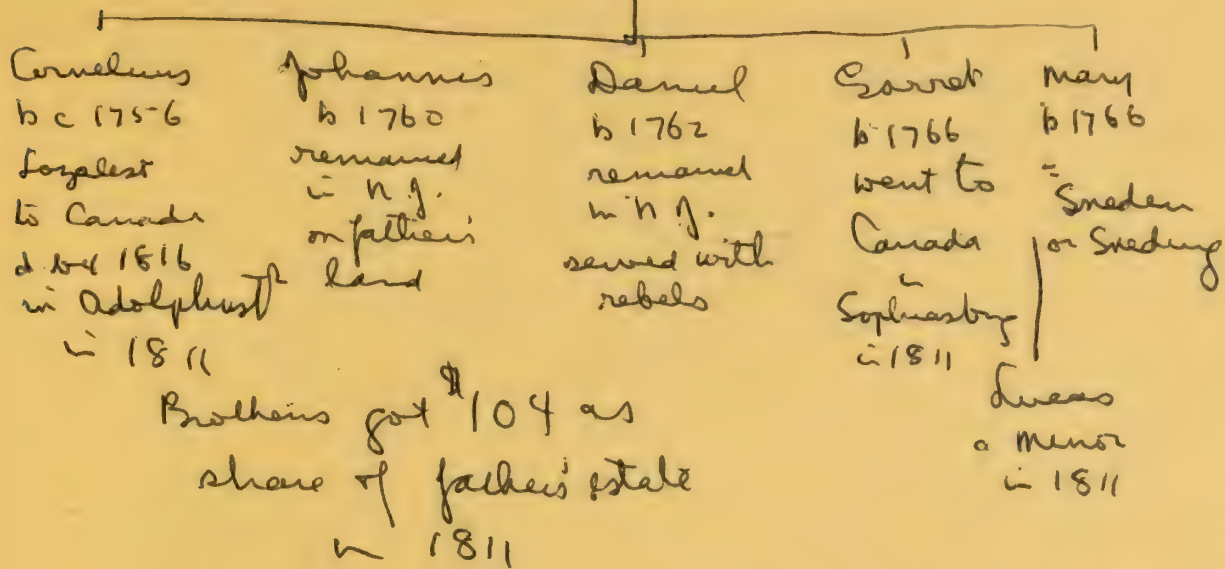 Cornelius
b c 1756
Loyalist
to Canada
d. bef 1816
in Adolphust
in 1811
Johannis
b 1760
remained
in N.J.
on father's
land
Daniel
b 1762
remained
in N.J.
served with
rebels
Garret
b 1766
went to
Canada
in
Sophiasburg
in 1811
Mary
b 1766
=
Sneden
or Snedeng
Lucas
a minor
in 1811
Brothers got $104 as
share of father's estate
in 1811